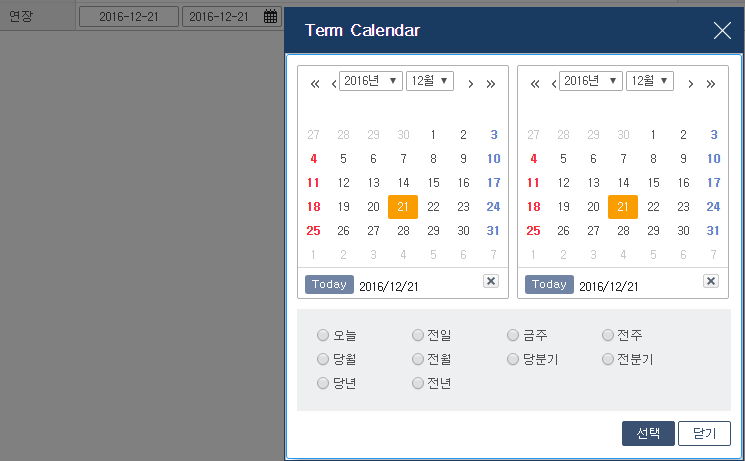 연장 2016-12-21 2016-12-21
Term Calendar
« ‹ 2016년 ▼ 12월 ▼ › »
27 28 29 30 1 2 3
4 5 6 7 8 9 10
11 12 13 14 15 16 17
18 19 20 21 22 23 24
25 26 27 28 29 30 31
1 2 3 4 5 6 7
Today 2016/12/21
« ‹ 2016년 ▼ 12월 ▼ › »
27 28 29 30 1 2 3
4 5 6 7 8 9 10
11 12 13 14 15 16 17
18 19 20 21 22 23 24
25 26 27 28 29 30 31
1 2 3 4 5 6 7
Today 2016/12/21
오늘 전일 금주 전주
당월 전월 당분기 전분기
당년 전년
선택 닫기